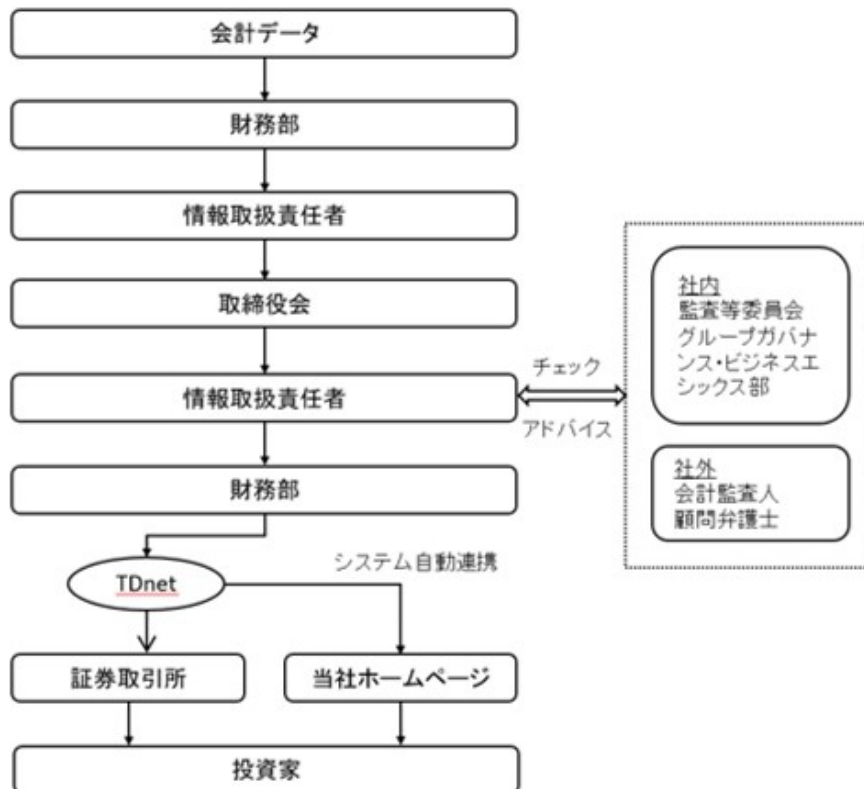 会計データ
財務部
情報取扱責任者
取締役会
情報取扱責任者
チェック
アドバイス
社内
監査等委員会
グループガバナ
ンス・ビジネスエ
シックス部
社外
会計監査人
顧問弁護士
財務部
システム自動連携
TDnet
証券取引所
当社ホームページ
投資家